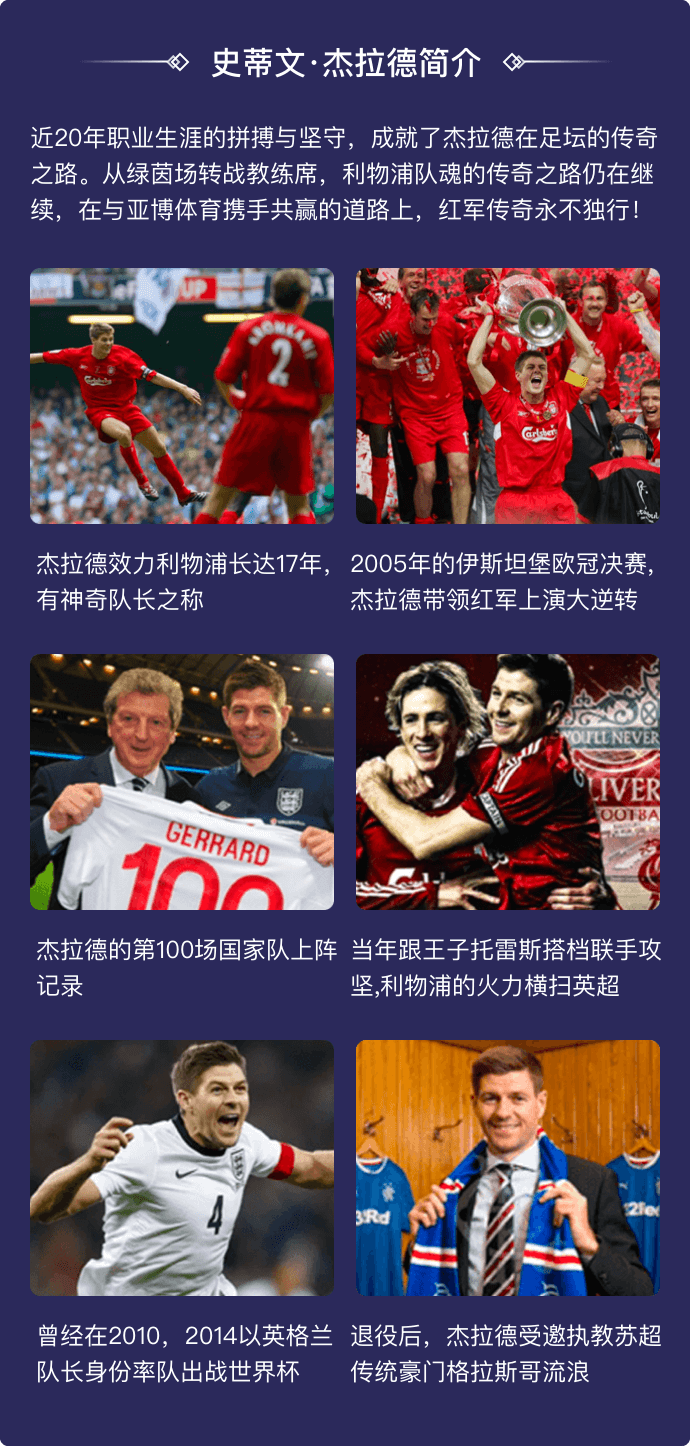 史蒂文·杰拉德简介
近20年职业生涯的拼搏与坚守，成就了杰拉德在足坛的传奇
之路。从绿茵场转战教练席，利物浦队魂的传奇之路仍在继
续，在与亚博体育携手共赢的道路上，红军传奇永不独行！
UP
2
Carlsberg
Carlsberg
杰拉德效力利物浦长达17年，
有神奇队长之称
2005年的伊斯坦堡欧冠决赛，
杰拉德带领红军上演大逆转
GERRARD
100
YOU'LL NEVER
杰拉德的第100场国家队上阵
记录
当年跟王子托雷斯搭档联手攻
坚,利物浦的火力横扫英超
4
曾经在2010，2014以英格兰
队长身份率队出战世界杯
退役后，杰拉德受邀执教苏超
传统豪门格拉斯哥流浪